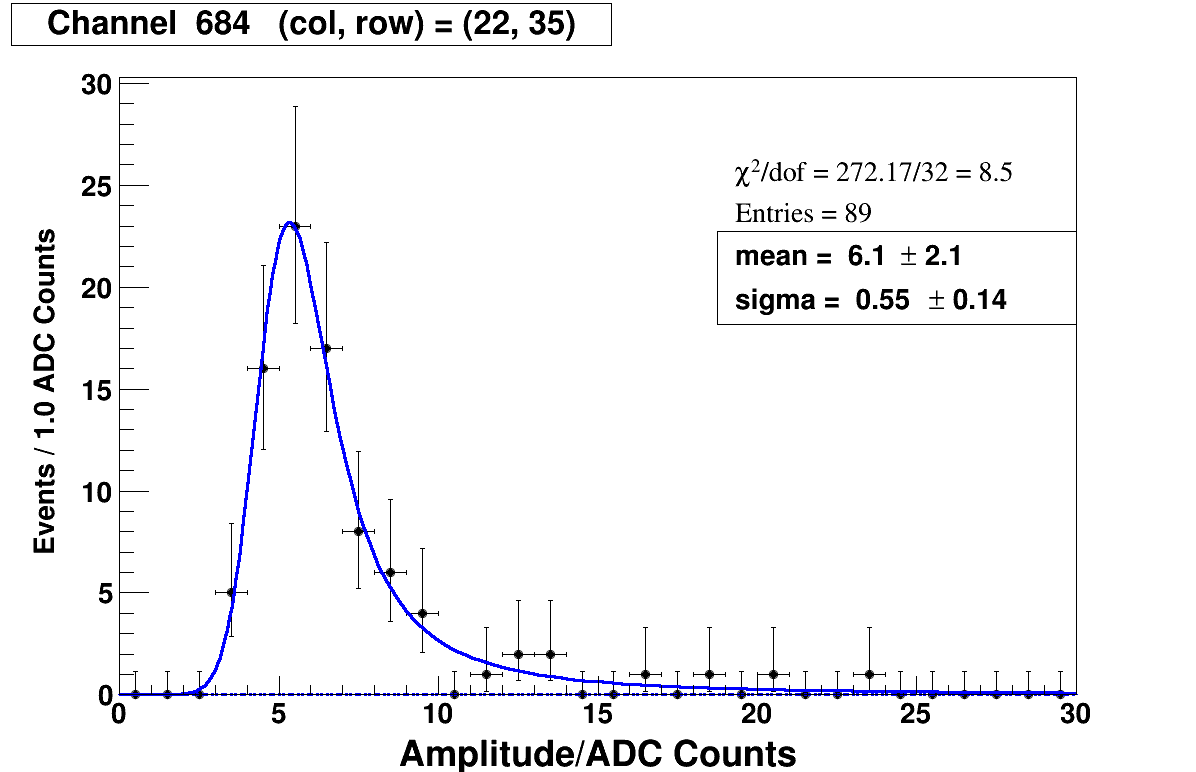 Channel 684 (col, row) = (22, 35)
30
25
20
15
10
5
0
Events / 1.0 ADC Counts
χ²/dof = 272.17/32 = 8.5
Entries = 89
mean = 6.1 ± 2.1
sigma = 0.55 ± 0.14
0 5 10 15 20 25 30
Amplitude/ADC Counts